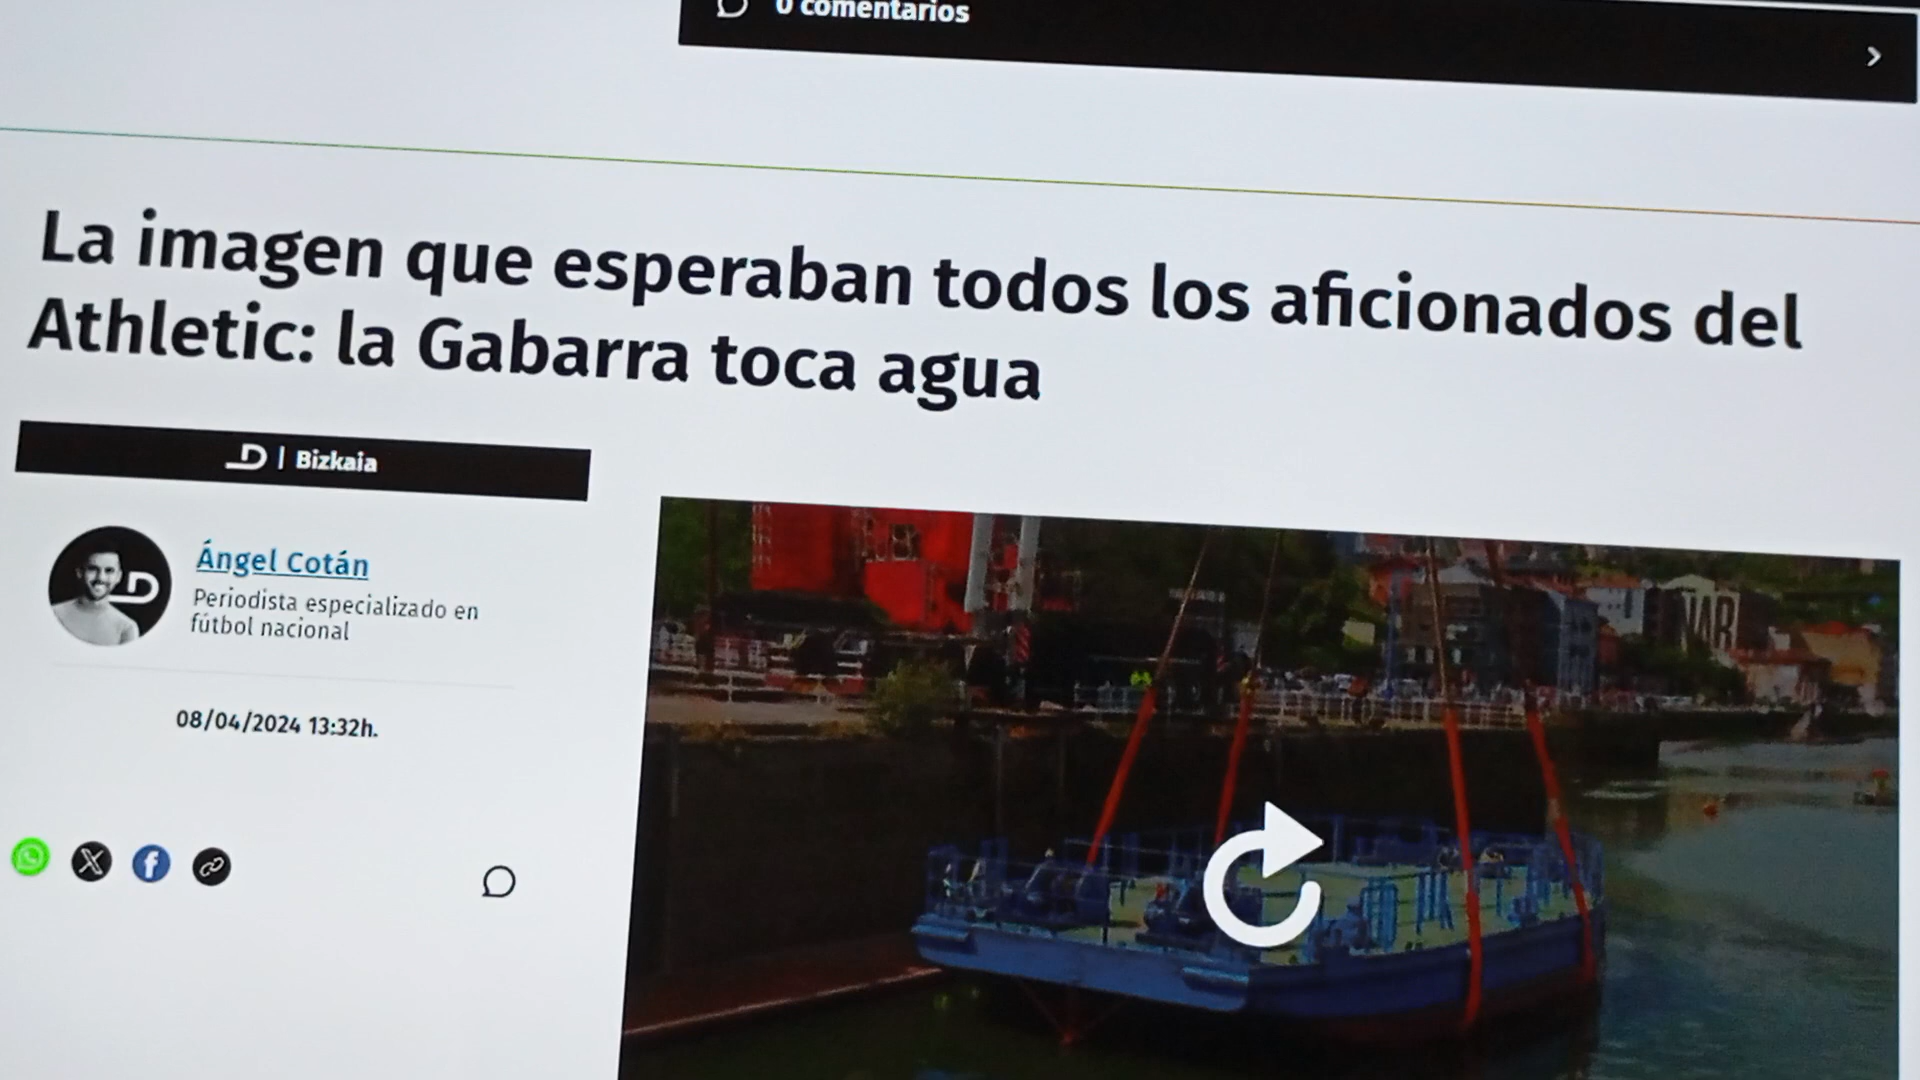 0 comentarios
La imagen que esperaban todos los aficionados del
Athletic: la Gabarra toca agua
D | Bizkaia
Ángel Cotán
Periodista especializado en
fútbol nacional
D
08/04/2024 13:32h.
NAR